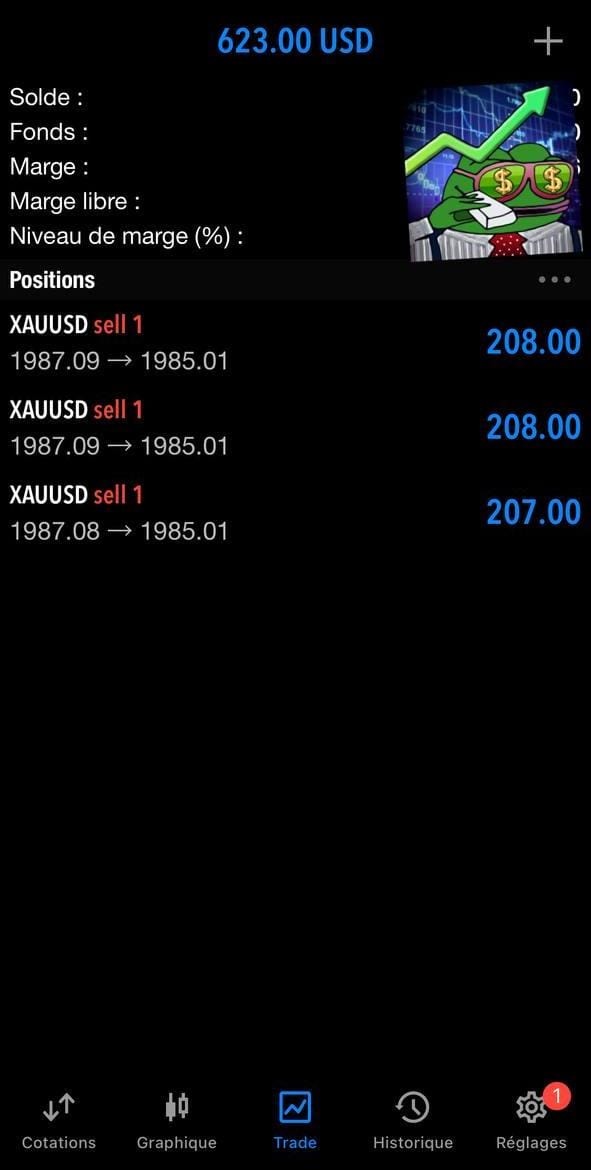 623.00 USD
Solde :
Fonds :
Marge :
Marge libre :
Niveau de marge (%) :
Positions
XAUUSD sell 1
1987.09 → 1985.01
208.00
XAUUSD sell 1
1987.09 → 1985.01
208.00
XAUUSD sell 1
1987.08 → 1985.01
207.00
Cotations
Graphique
Trade
Historique
1
Réglages